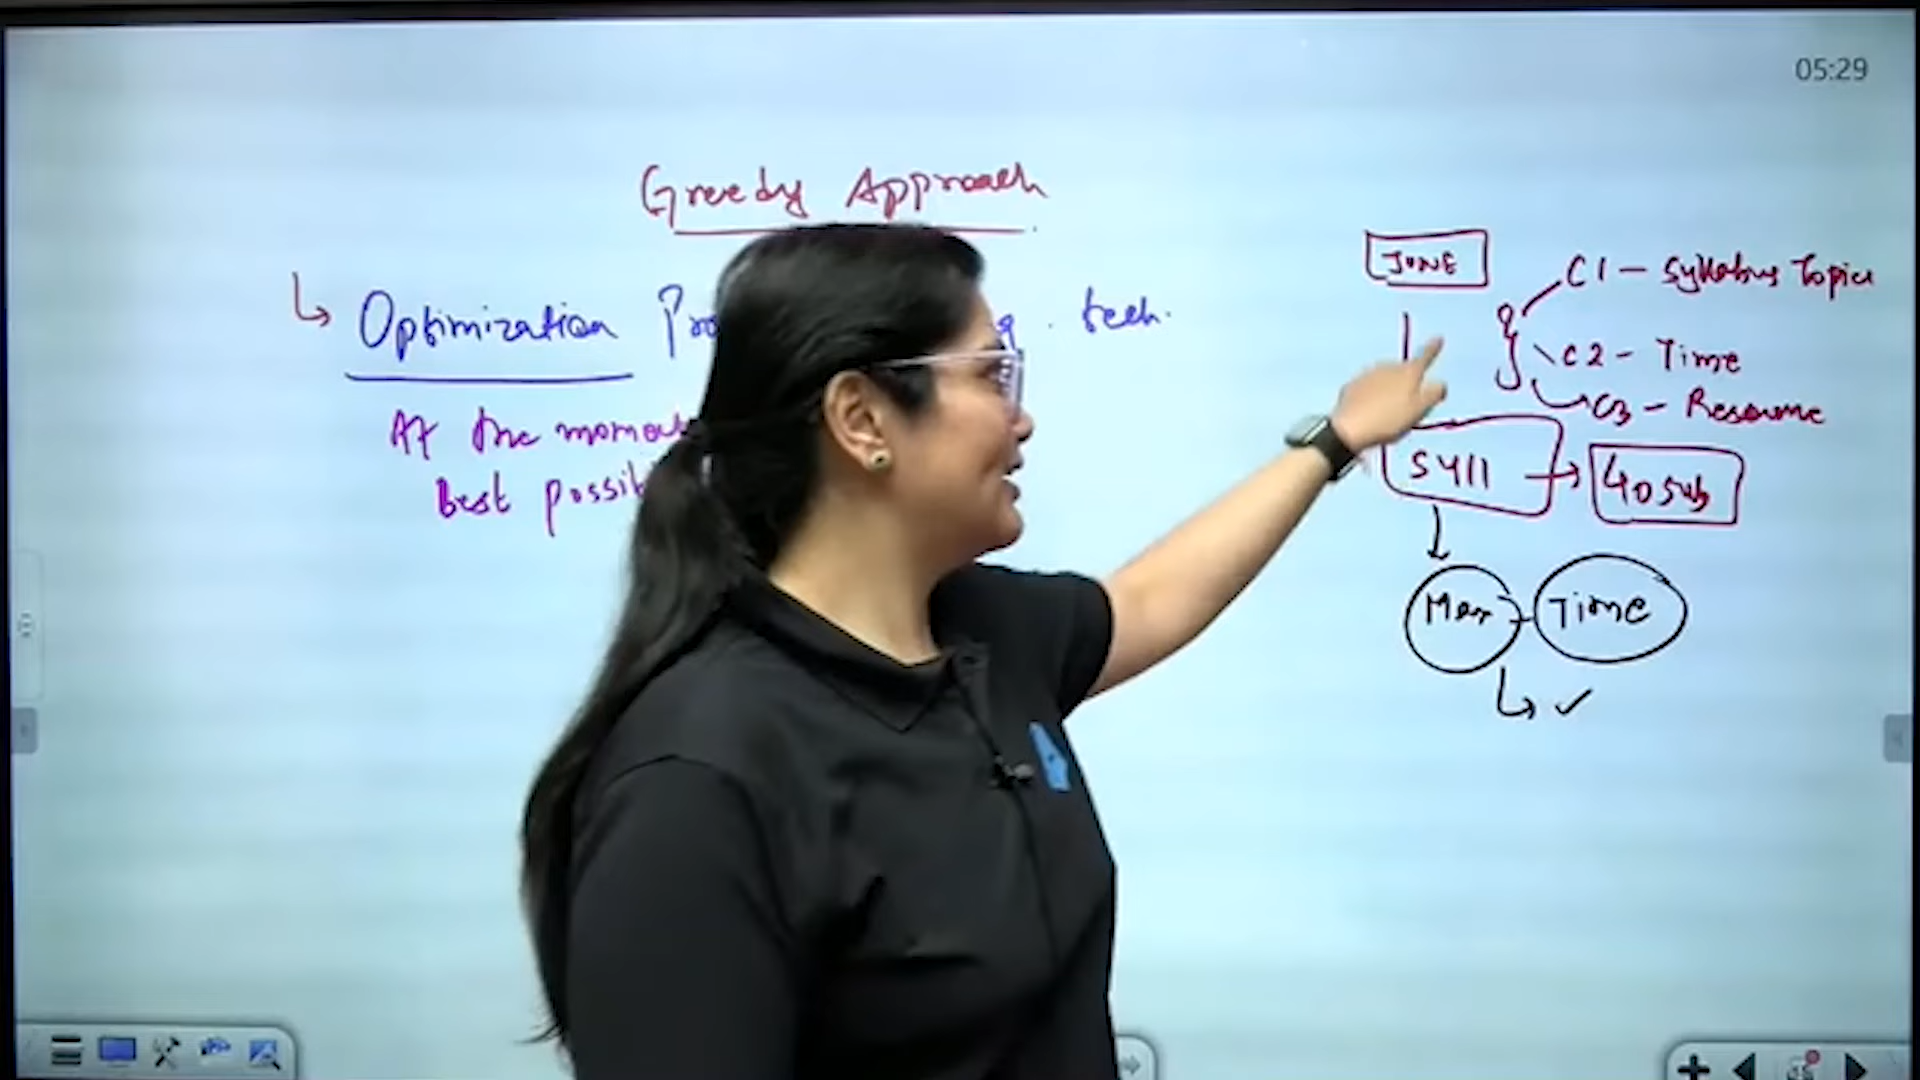 05:29
Greedy Approach
Optimization Pro tech.
At the moment
best possib
JUNE
C1 - Syllabus Topics
C2 - Time
C3 - Resource
Syll → 40 Sub
Max - Time